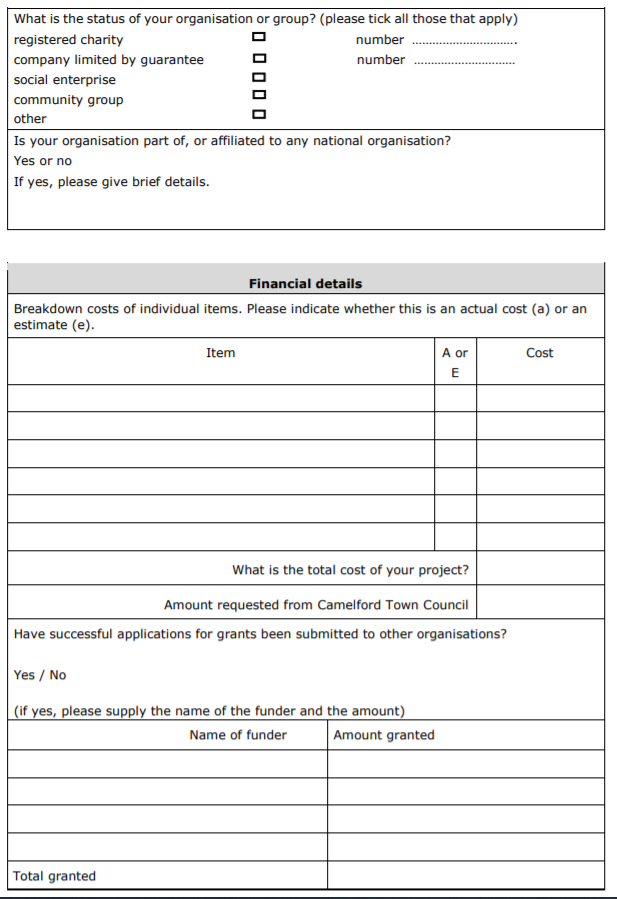 What is the status of your organisation or group? (please tick all those that apply)
registered charity number ................................
company limited by guarantee number ...............................
social enterprise
community group
other
Is your organisation part of, or affiliated to any national organisation?
Yes or no
If yes, please give brief details.
Financial details
Breakdown costs of individual items. Please indicate whether this is an actual cost (a) or an
estimate (e).
Item A or Cost
E
What is the total cost of your project?
Amount requested from Camelford Town Council
Have successful applications for grants been submitted to other organisations?
Yes / No
(if yes, please supply the name of the funder and the amount)
Name of funder Amount granted
Total granted